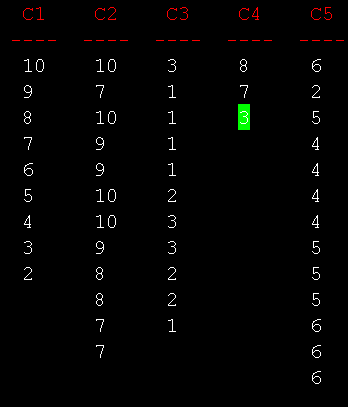 C1 C2 C3 C4 C5
---- ---- ---- ---- ----
10 10 3 8 6
9 7 1 7 2
8 10 1 3 5
7 9 1 4
6 9 1 4
5 10 2 4
4 10 3 4
3 9 3 5
2 8 2 5
8 2 5
7 1 6
7 6
6